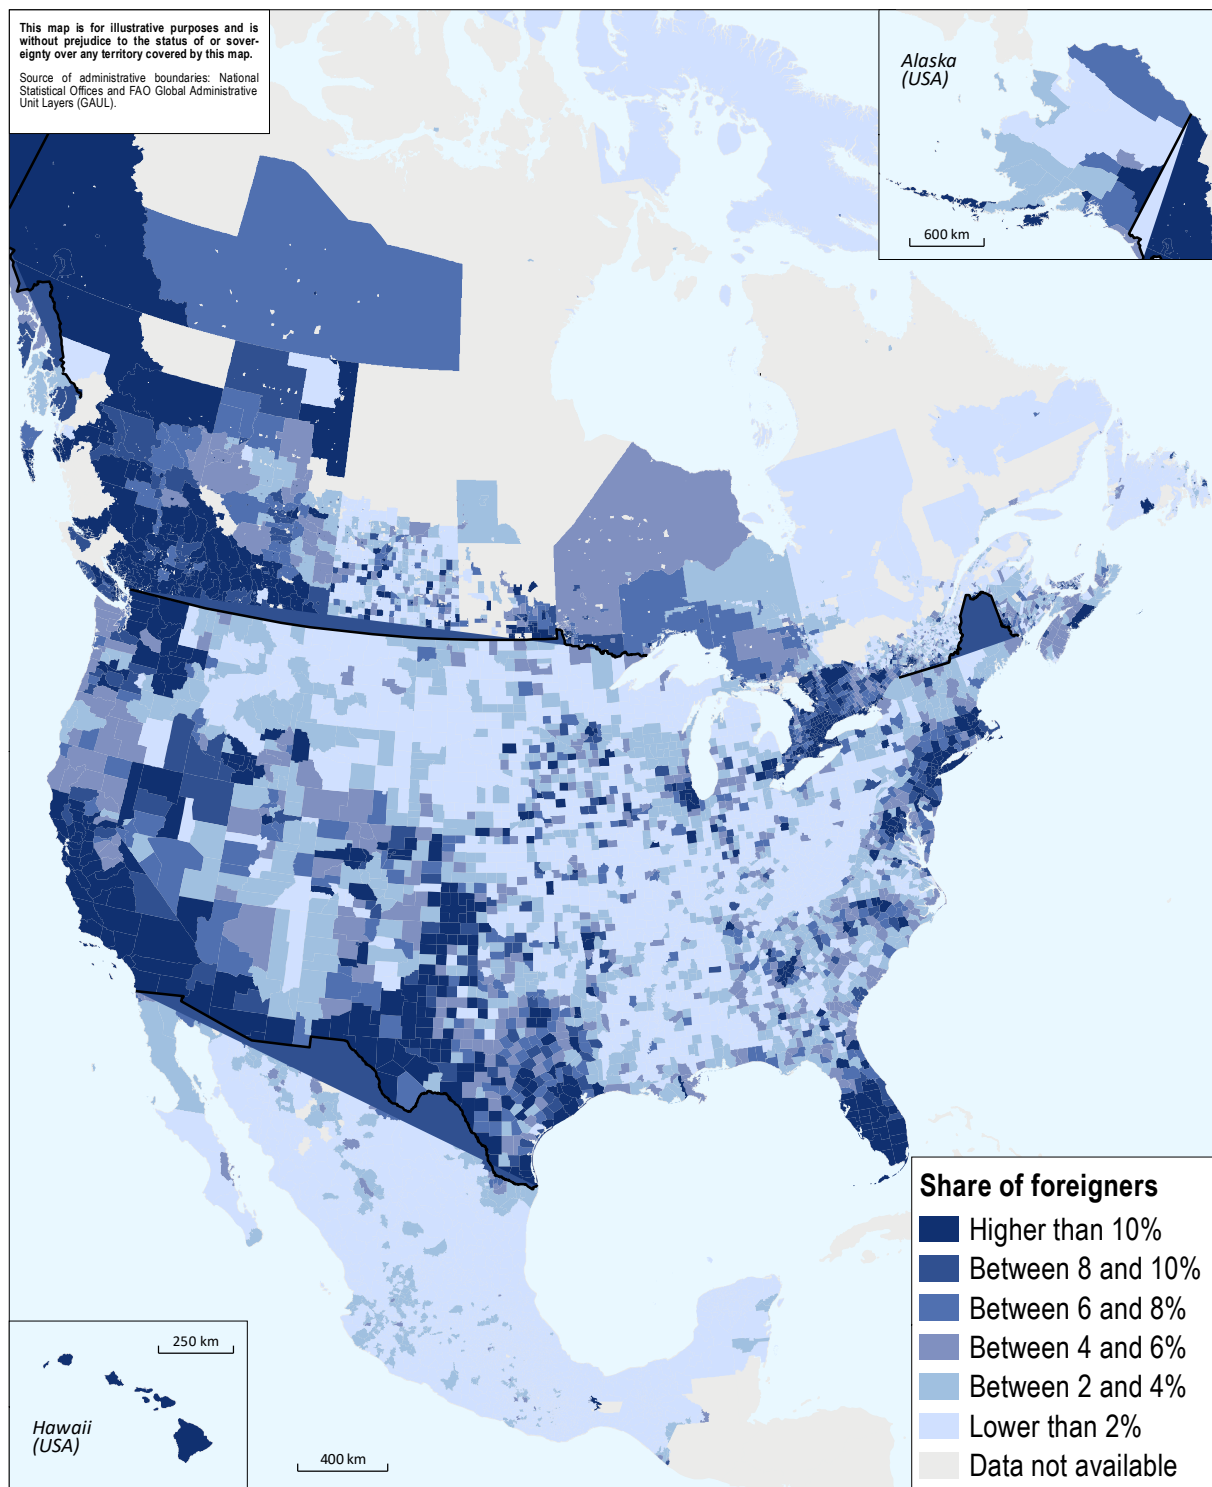 This map is for illustrative purposes and is
without prejudice to the status of or sover-
eignty over any territory covered by this map.
Source of administrative boundaries: National
Statistical Offices and FAO Global Administrative
Unit Layers (GAUL).
Alaska
(USA)
600 km
Share of foreigners
Higher than 10%
Between 8 and 10%
Between 6 and 8%
Between 4 and 6%
Between 2 and 4%
Lower than 2%
Data not available
250 km
Hawaii
(USA)
400 km